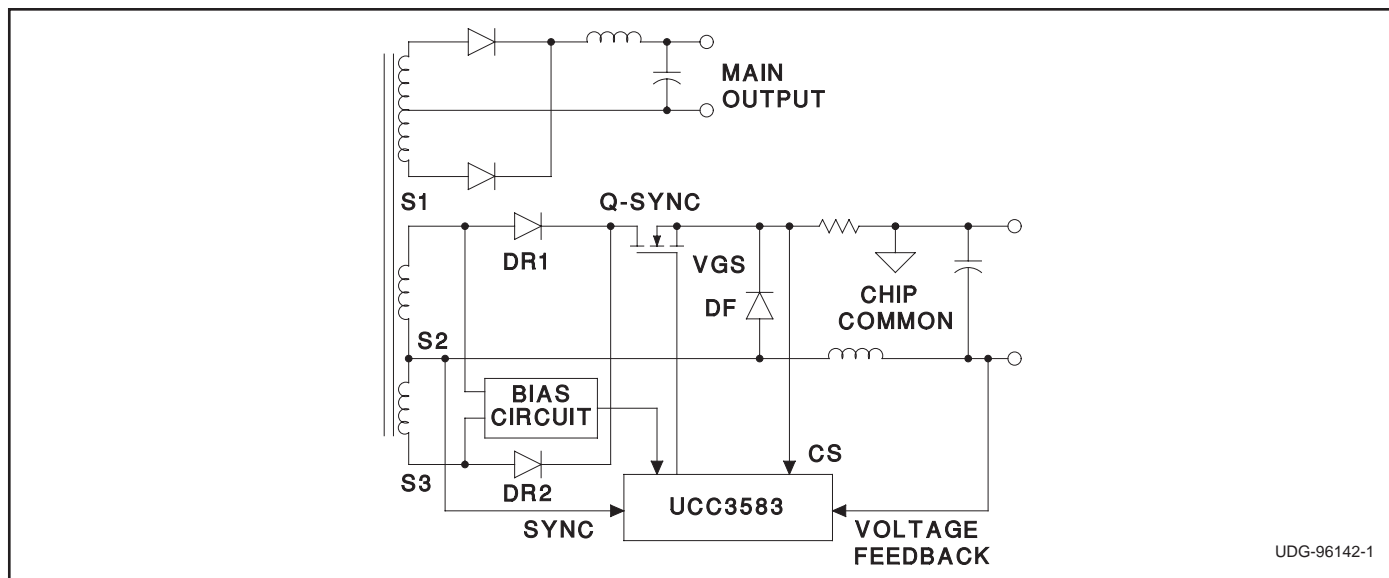 MAIN
OUTPUT
S1
Q-SYNC
DR1
VGS
DF
CHIP
COMMON
S2
BIAS
CIRCUIT
CS
S3
DR2
UCC3583
SYNC
VOLTAGE
FEEDBACK
UDG-96142-1